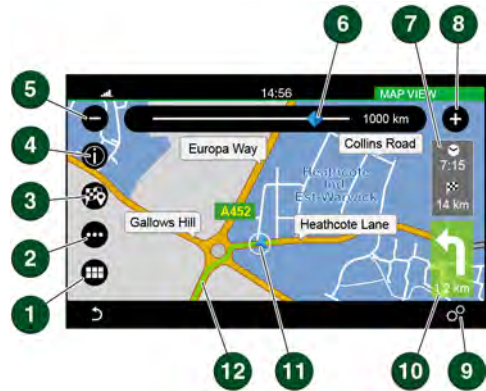 6 7 8
14:56 MAP VIEW
5
1000 km
4
Europa Way Collins Road
7:15
Heathcote
Ind
Est-Warwick
3
14 km
A452
Gallows Hill Heathcote Lane
2
1.2 km
1
12 11 10 9